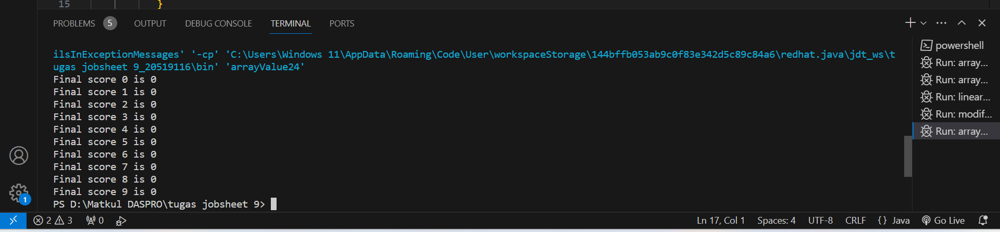 15 }
PROBLEMS 5 OUTPUT DEBUG CONSOLE TERMINAL PORTS
ilsInExceptionMessages' '-cp' 'C:\Users\Windows 11\AppData\Roaming\Code\User\workspaceStorage\144bffb053ab9c0f83e342d5c89c84a6\redhat.java\jdt_ws\t
ugas jobsheet 9_20519116\bin' 'arrayValue24'
Final score 0 is 0
Final score 1 is 0
Final score 2 is 0
Final score 3 is 0
Final score 4 is 0
Final score 5 is 0
Final score 6 is 0
Final score 7 is 0
Final score 8 is 0
Final score 9 is 0
PS D:\Matkul DASPRO\tugas jobsheet 9>
powershell
Run: array...
Run: array...
Run: linear...
Run: modif...
Run: array...
1
2 3 0 Ln 17, Col 1 Spaces: 4 UTF-8 CRLF {} Java Go Live